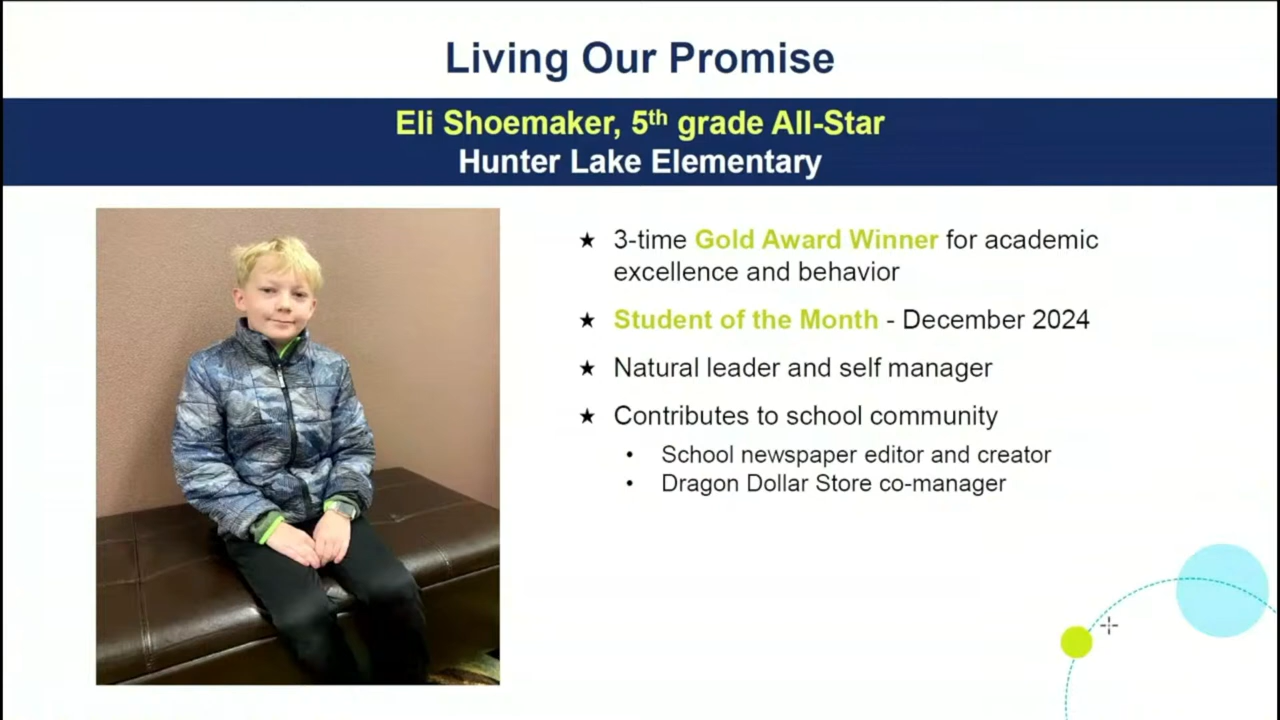 Living Our Promise
Eli Shoemaker, 5th grade All-Star
Hunter Lake Elementary
★ 3-time Gold Award Winner for academic
excellence and behavior
★ Student of the Month - December 2024
★ Natural leader and self manager
★ Contributes to school community
• School newspaper editor and creator
• Dragon Dollar Store co-manager